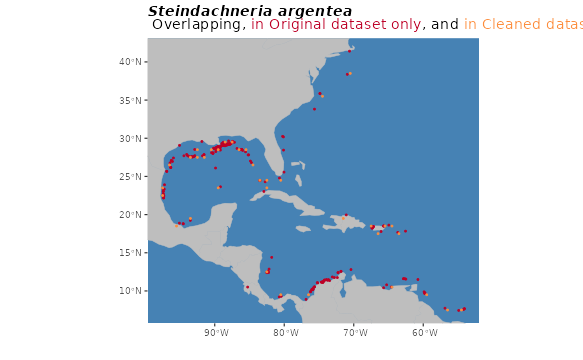 Steindachneria argentea
Overlapping, in Original dataset only, and in Cleaned datas
40°N
35°N
30°N
25°N
20°N
15°N
10°N
90°W 80°W 70°W 60°W